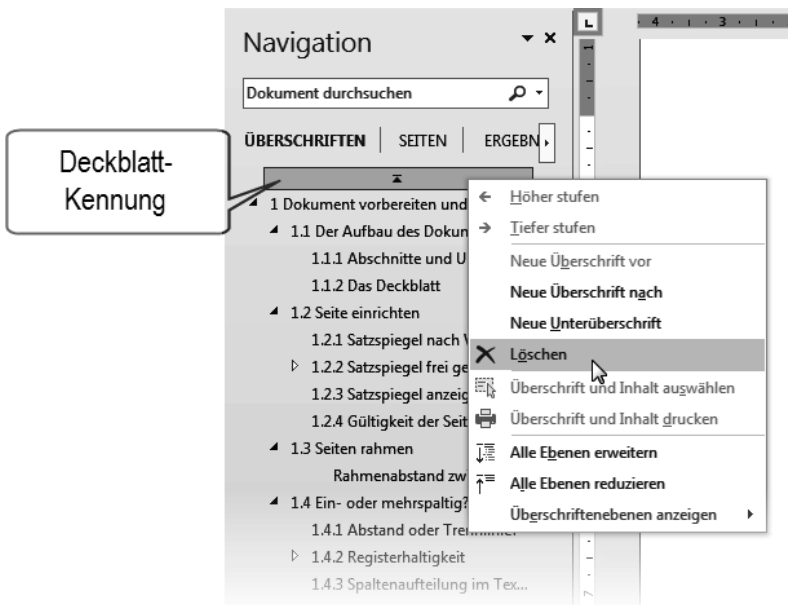 Navigation
Dokument durchsuchen
ÜBERSCHRIFTEN SEITEN ERGEBN
Deckblatt-
Kennung
1 Dokument vorbereiten und
1.1 Der Aufbau des Dokun
1.1.1 Abschnitte und U
1.1.2 Das Deckblatt
1.2 Seite einrichten
1.2.1 Satzspiegel nach
1.2.2 Satzspiegel frei ge
1.2.3 Satzspiegel anzeig
1.2.4 Gültigkeit der Seit
1.3 Seiten rahmen
Rahmenabstand zw
1.4 Ein- oder mehrspaltig?
1.4.1 Abstand oder
1.4.2 Registerhaltigkeit
1.4.3 Spaltenaufteilung im Tex...
Höher stufen
Tiefer stufen
Neue Überschrift vor
Neue Überschrift nach
Neue Unterüberschrift
Löschen
Überschrift und Inhalt auswählen
Überschrift und Inhalt drucken
Alle Ebenen erweitern
Alle Ebenen reduzieren
Überschriftenebenen anzeigen
L
4 3
1
7